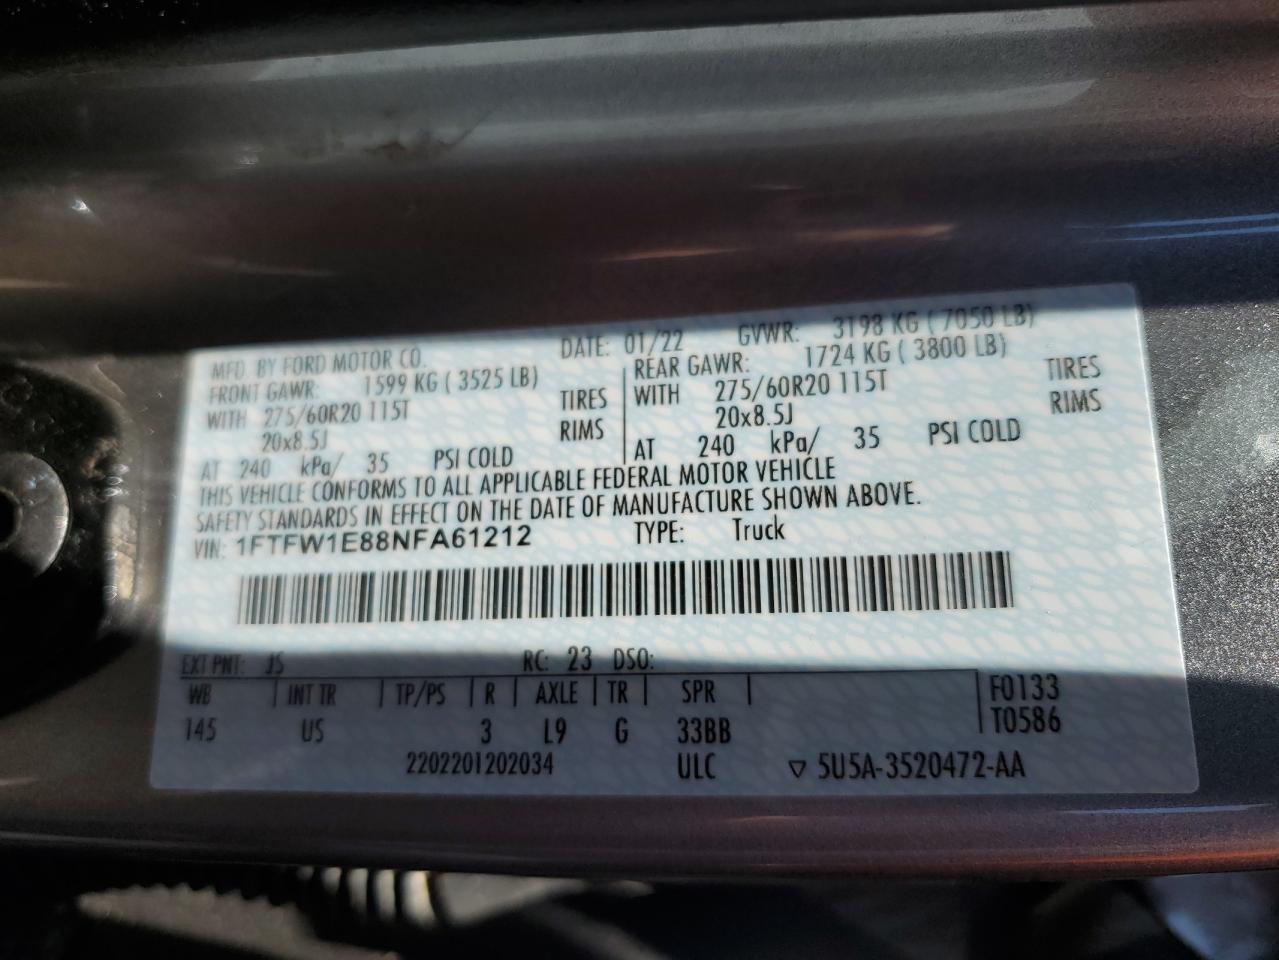 MFD. BY FORD MOTOR CO. DATE: 01/22 GVWR: 3198 KG ( 7050 LB)
FRONT GAWR: 1599 KG ( 3525 LB) REAR GAWR: 1724 KG ( 3800 LB)
WITH 275/60R20 115T TIRES WITH 275/60R20 115T TIRES
20x8.5J RIMS 20x8.5J RIMS
AT 240 kPa/ 35 PSI COLD AT 240 kPa/ 35 PSI COLD
THIS VEHICLE CONFORMS TO ALL APPLICABLE FEDERAL MOTOR VEHICLE
SAFETY STANDARDS IN EFFECT ON THE DATE OF MANUFACTURE SHOWN ABOVE.
VIN: 1FTFW1E88NFA61212 TYPE: Truck
EXT PNT: JS RC: 23 DSO:
WB INT TR TP/PS R AXLE TR SPR F0133
145 US 3 L9 G 33BB T0586
2202201202034 ULC ▽ 5U5A-3520472-AA